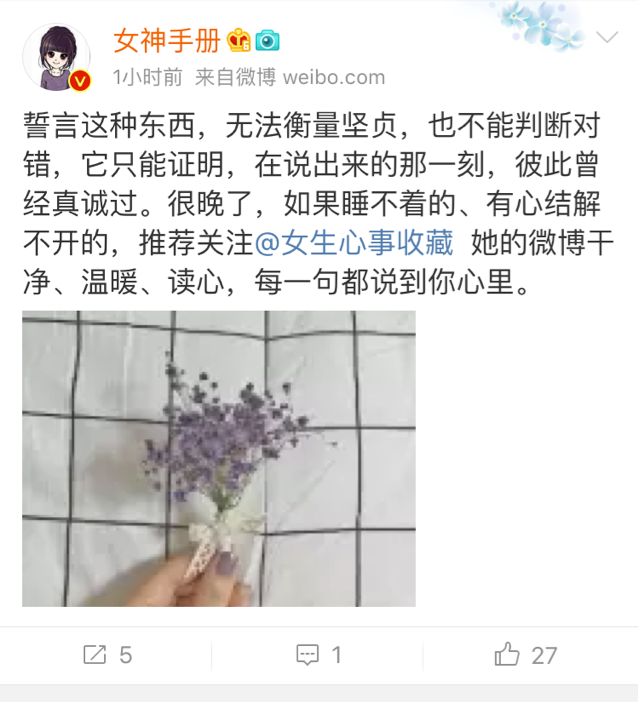 女神手册
1小时前 来自微博 weibo.com
誓言这种东西，无法衡量坚贞，也不能判断对
错，它只能证明，在说出来的那一刻，彼此曾
经真诚过。很晚了，如果睡不着的、有心结解
不开的，推荐关注@女生心事收藏 她的微博干
净、温暖、读心，每一句都说到你心里。
5 1 27